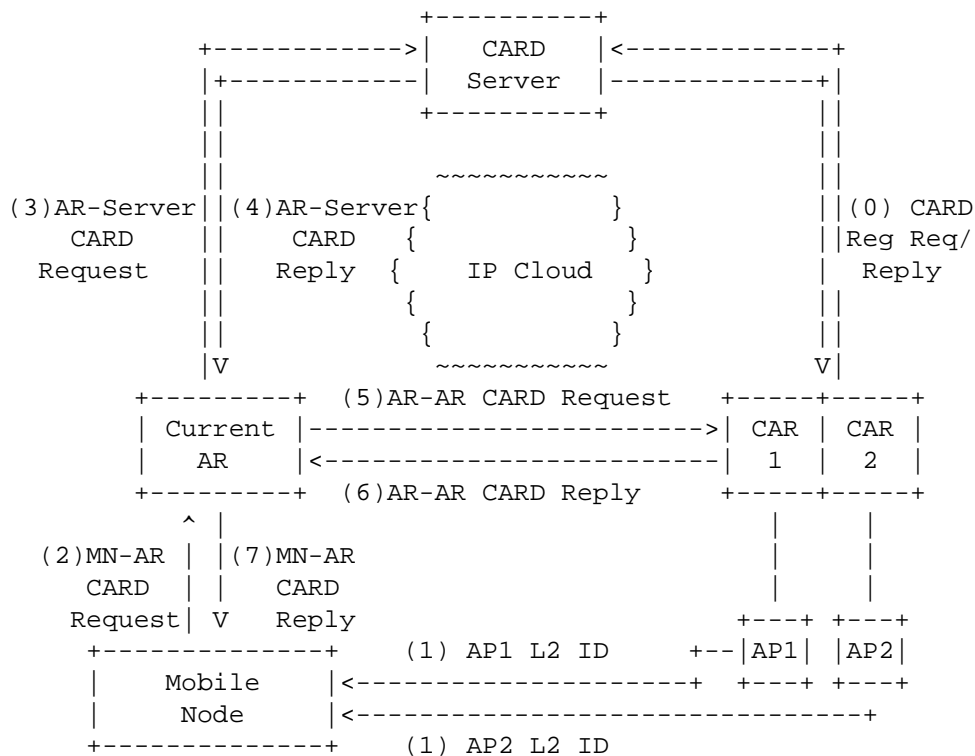 CARD
Server
(3)AR-Server (4)AR-Server (0) CARD
CARD CARD Reg Req/
Request Reply IP Cloud Reply
(5)AR-AR CARD Request
Current CAR CAR
AR 1 2
(6)AR-AR CARD Reply
(2)MN-AR (7)MN-AR
CARD CARD
Request Reply
(1) AP1 L2 ID AP1 AP2
Mobile
Node
(1) AP2 L2 ID